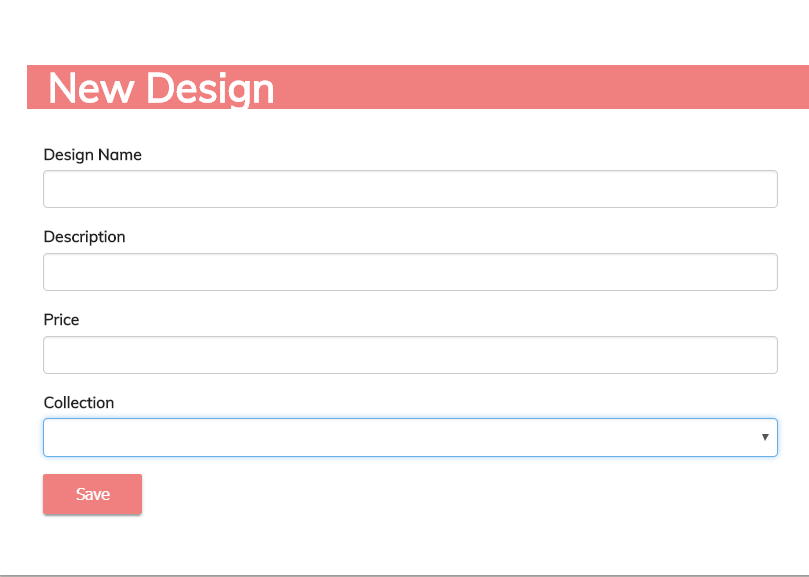 New Design
Design Name
Description
Price
Collection
Save